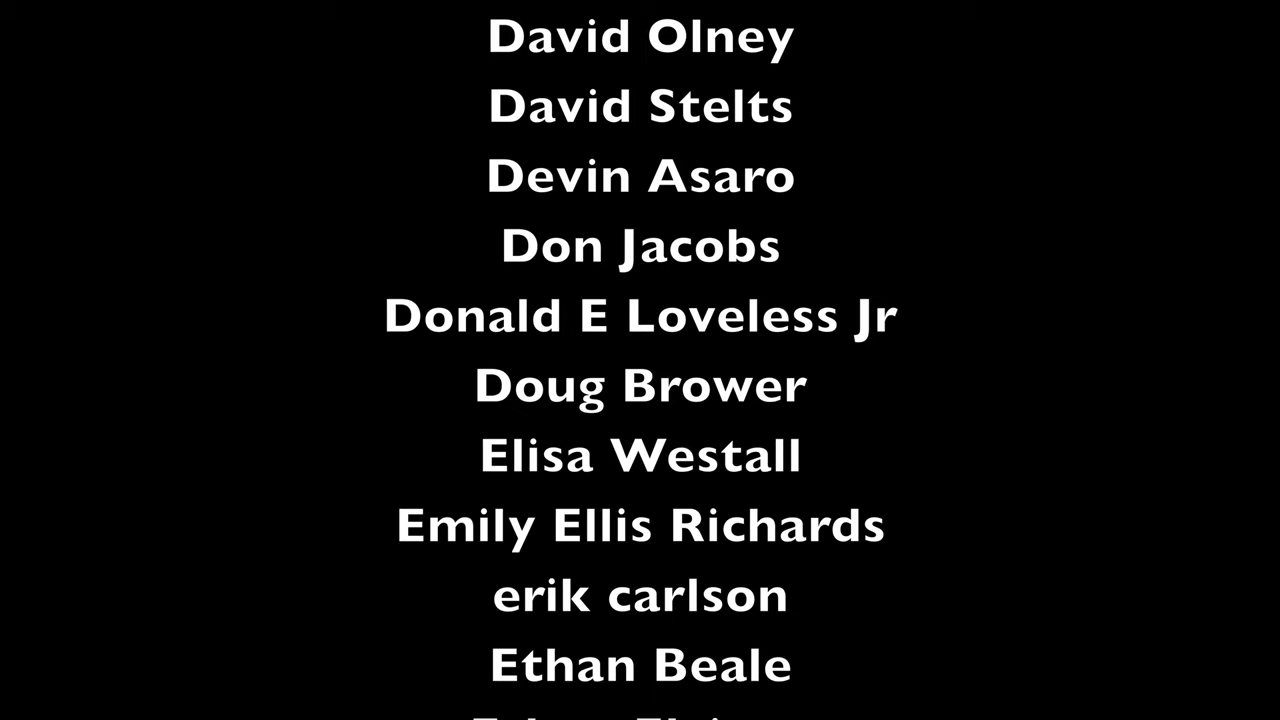 David Olney
David Stelts
Devin Asaro
Don Jacobs
Donald E Loveless Jr
Doug Brower
Elisa Westall
Emily Ellis Richards
erik carlson
Ethan Beale